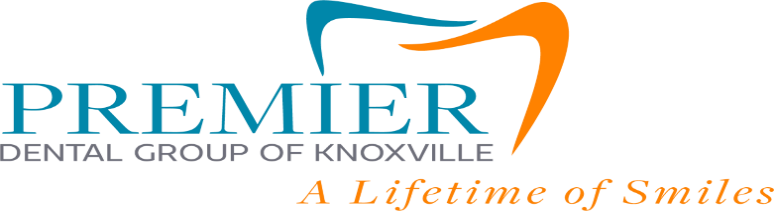 PREMIER
DENTAL GROUP OF KNOXVILLE
A Lifetime of Smiles